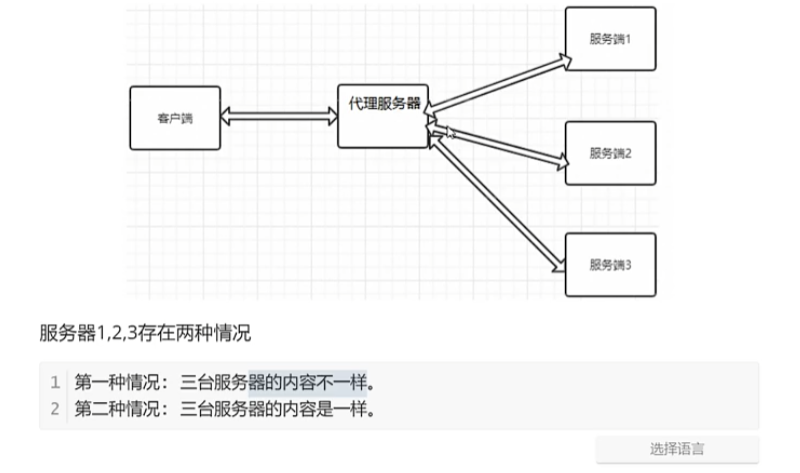 服务端1
客户端
代理服务器
服务端2
服务端3
服务器1,2,3存在两种情况
1 第一种情况：三台服务器的内容不一样。
2 第二种情况：三台服务器的内容是一样。
选择语言